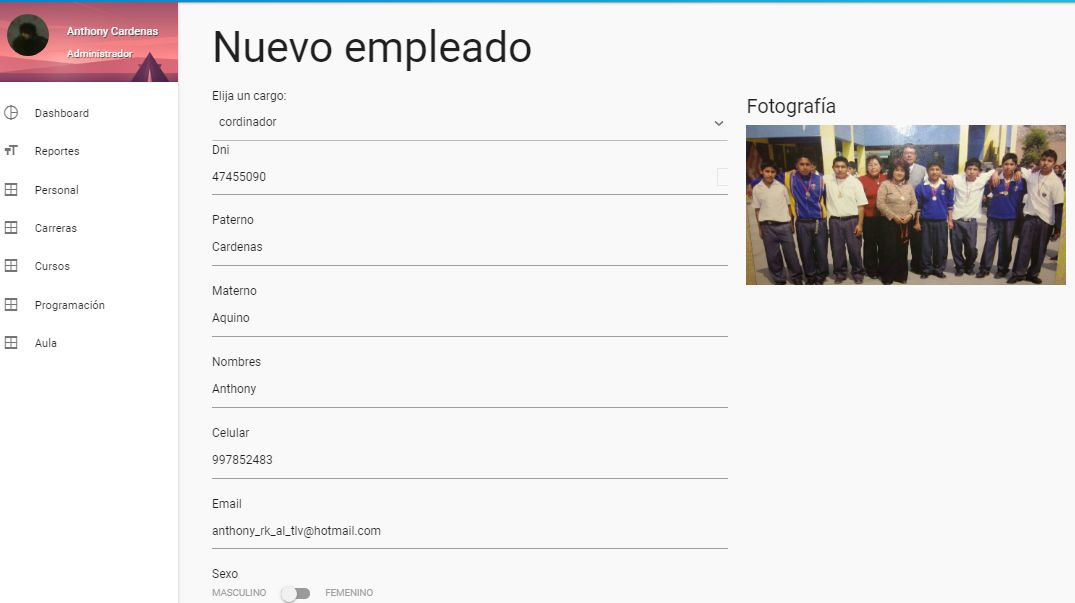 Anthony Cardenas
Administrador
Dashboard
Reportes
Personal
Carreras
Cursos
Programación
Aula
Nuevo empleado
Elija un cargo:
cordinador
Dni
47455090
Paterno
Cardenas
Materno
Aquino
Nombres
Anthony
Celular
997852483
Email
anthony_rk_al_tlv@hotmail.com
Sexo
MASCULINO FEMENINO
Fotografía